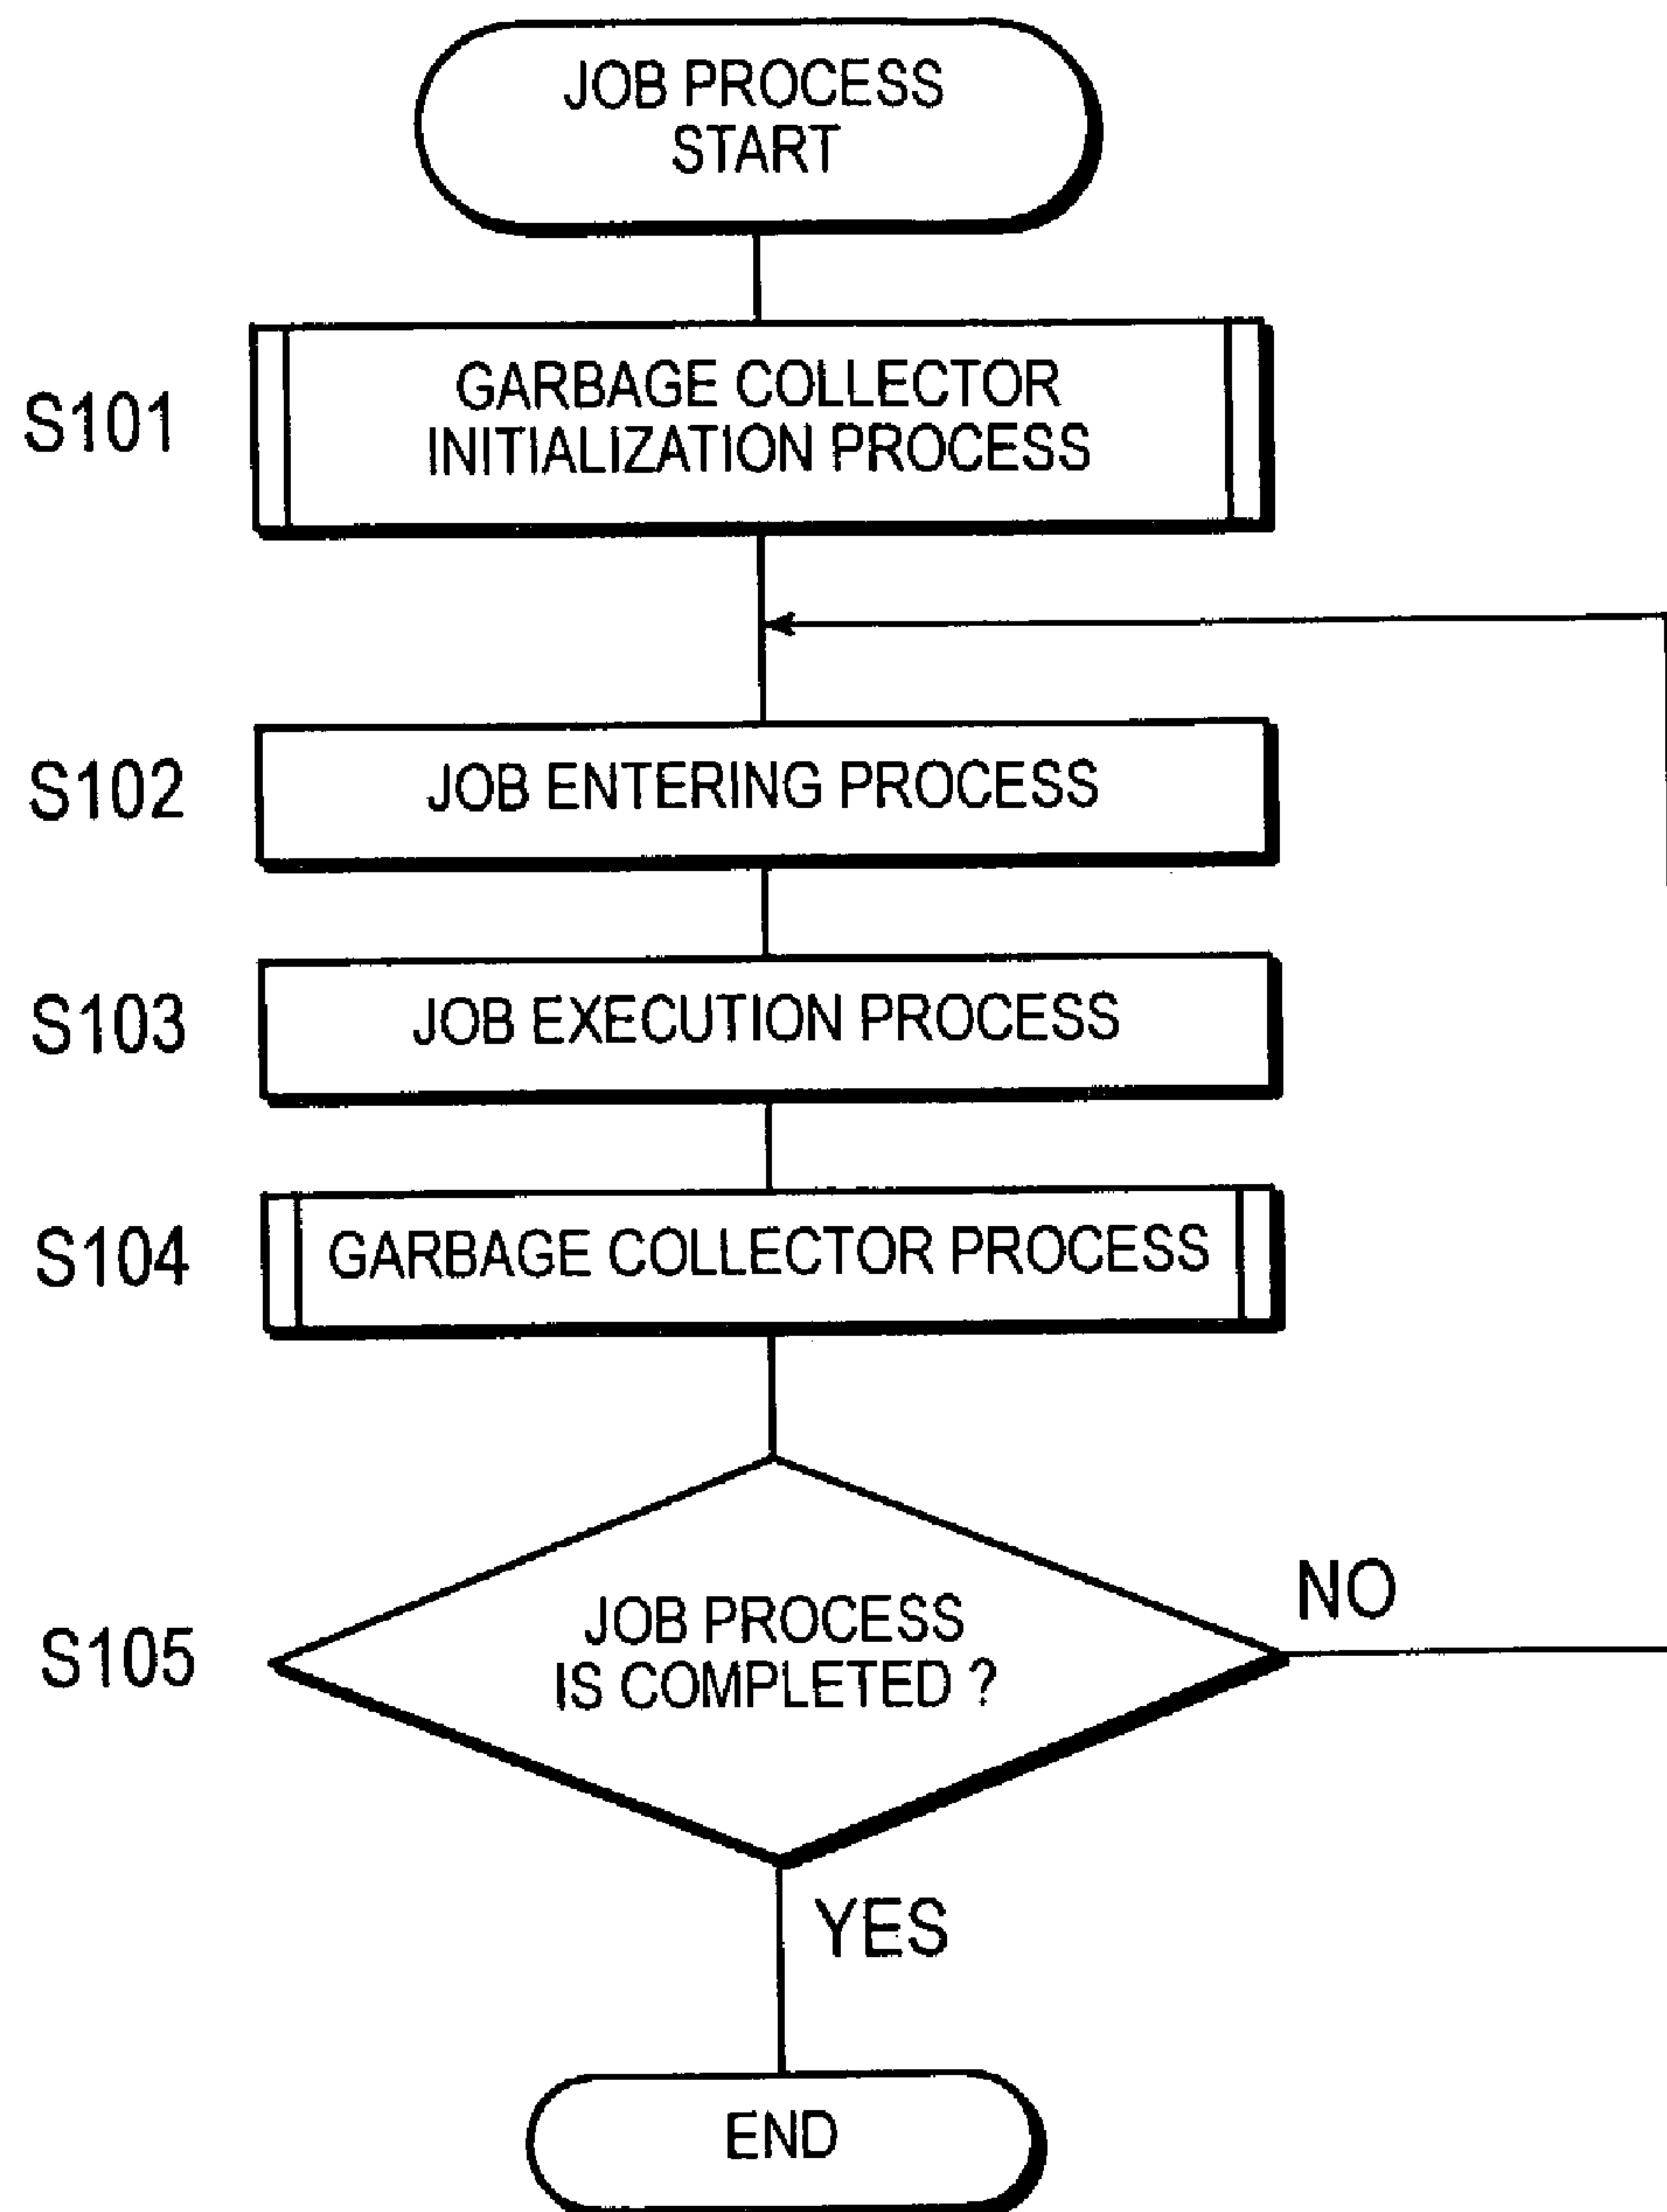 JOB PROCESS
START
S101
GARBAGE COLLECTOR
INITIALIZATION PROCESS
S102
JOB ENTERING PROCESS
S103
JOB EXECUTION PROCESS
S104
GARBAGE COLLECTOR PROCESS
S105
JOB PROCESS
IS COMPLETED ?
NO
YES
END